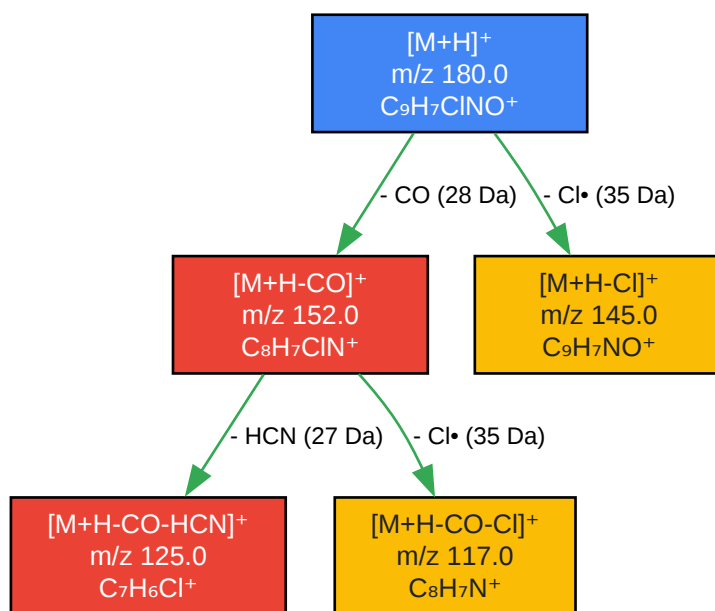 [M+H]⁺
m/z 180.0
C₉H₇ClNO⁺
- CO (28 Da)
- Cl• (35 Da)
[M+H-CO]⁺
m/z 152.0
C₈H₇ClN⁺
[M+H-Cl]⁺
m/z 145.0
C₉H₇NO⁺
- HCN (27 Da)
- Cl• (35 Da)
[M+H-CO-HCN]⁺
m/z 125.0
C₇H₆Cl⁺
[M+H-CO-Cl]⁺
m/z 117.0
C₈H₇N⁺